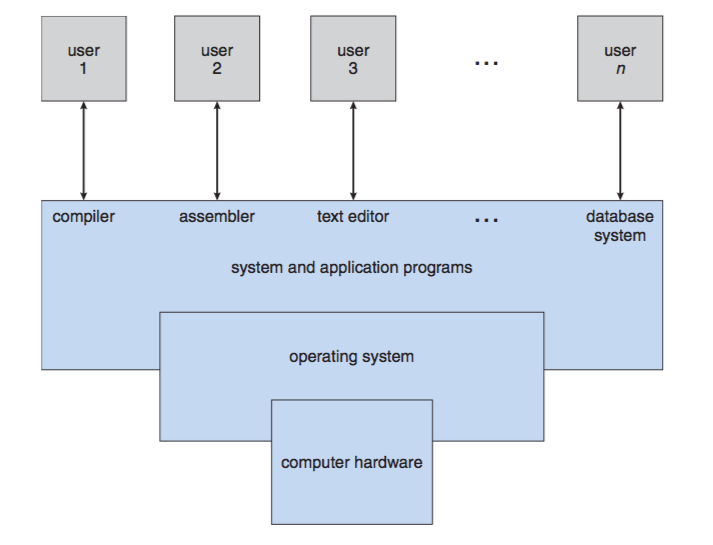 user
1
user
2
user
3
...
user
n
compiler
assembler
text editor
...
database
system
system and application programs
operating system
computer hardware